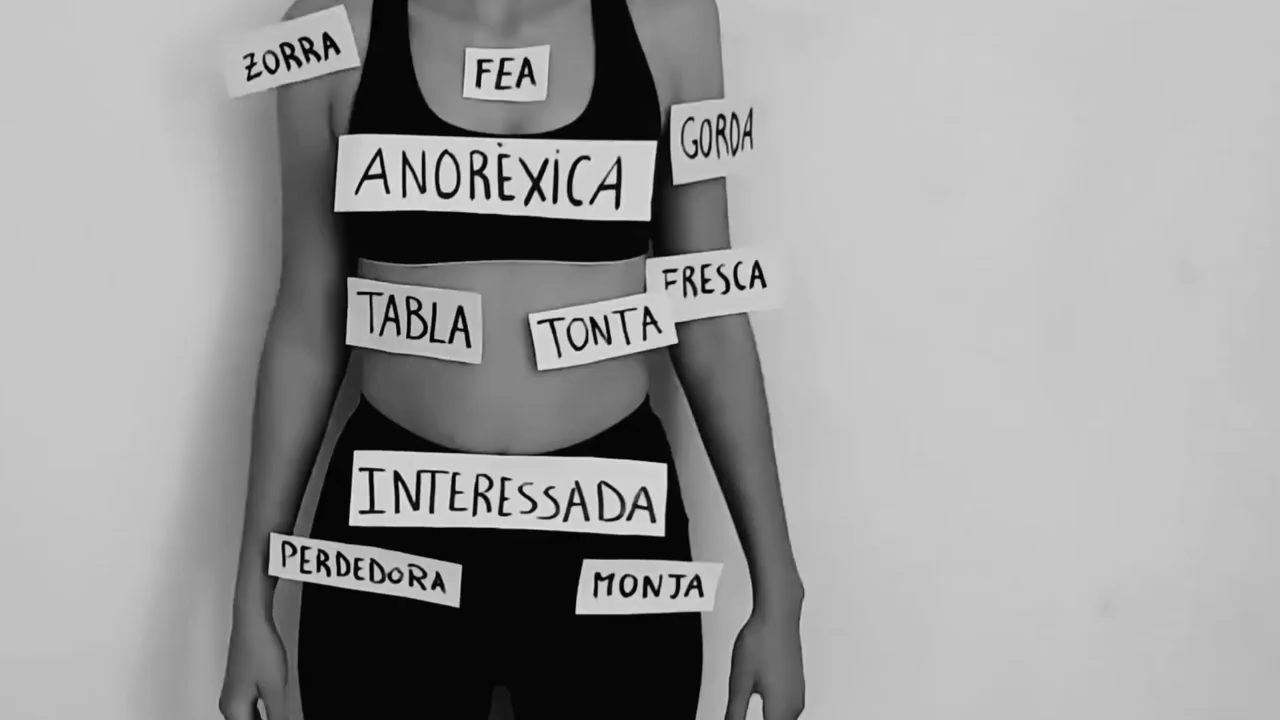 ZORRA
FEA
GORDA
ANORÈXICA
FRESCA
TABLA
TONTA
INTERESSADA
PERDEDORA
MONJA